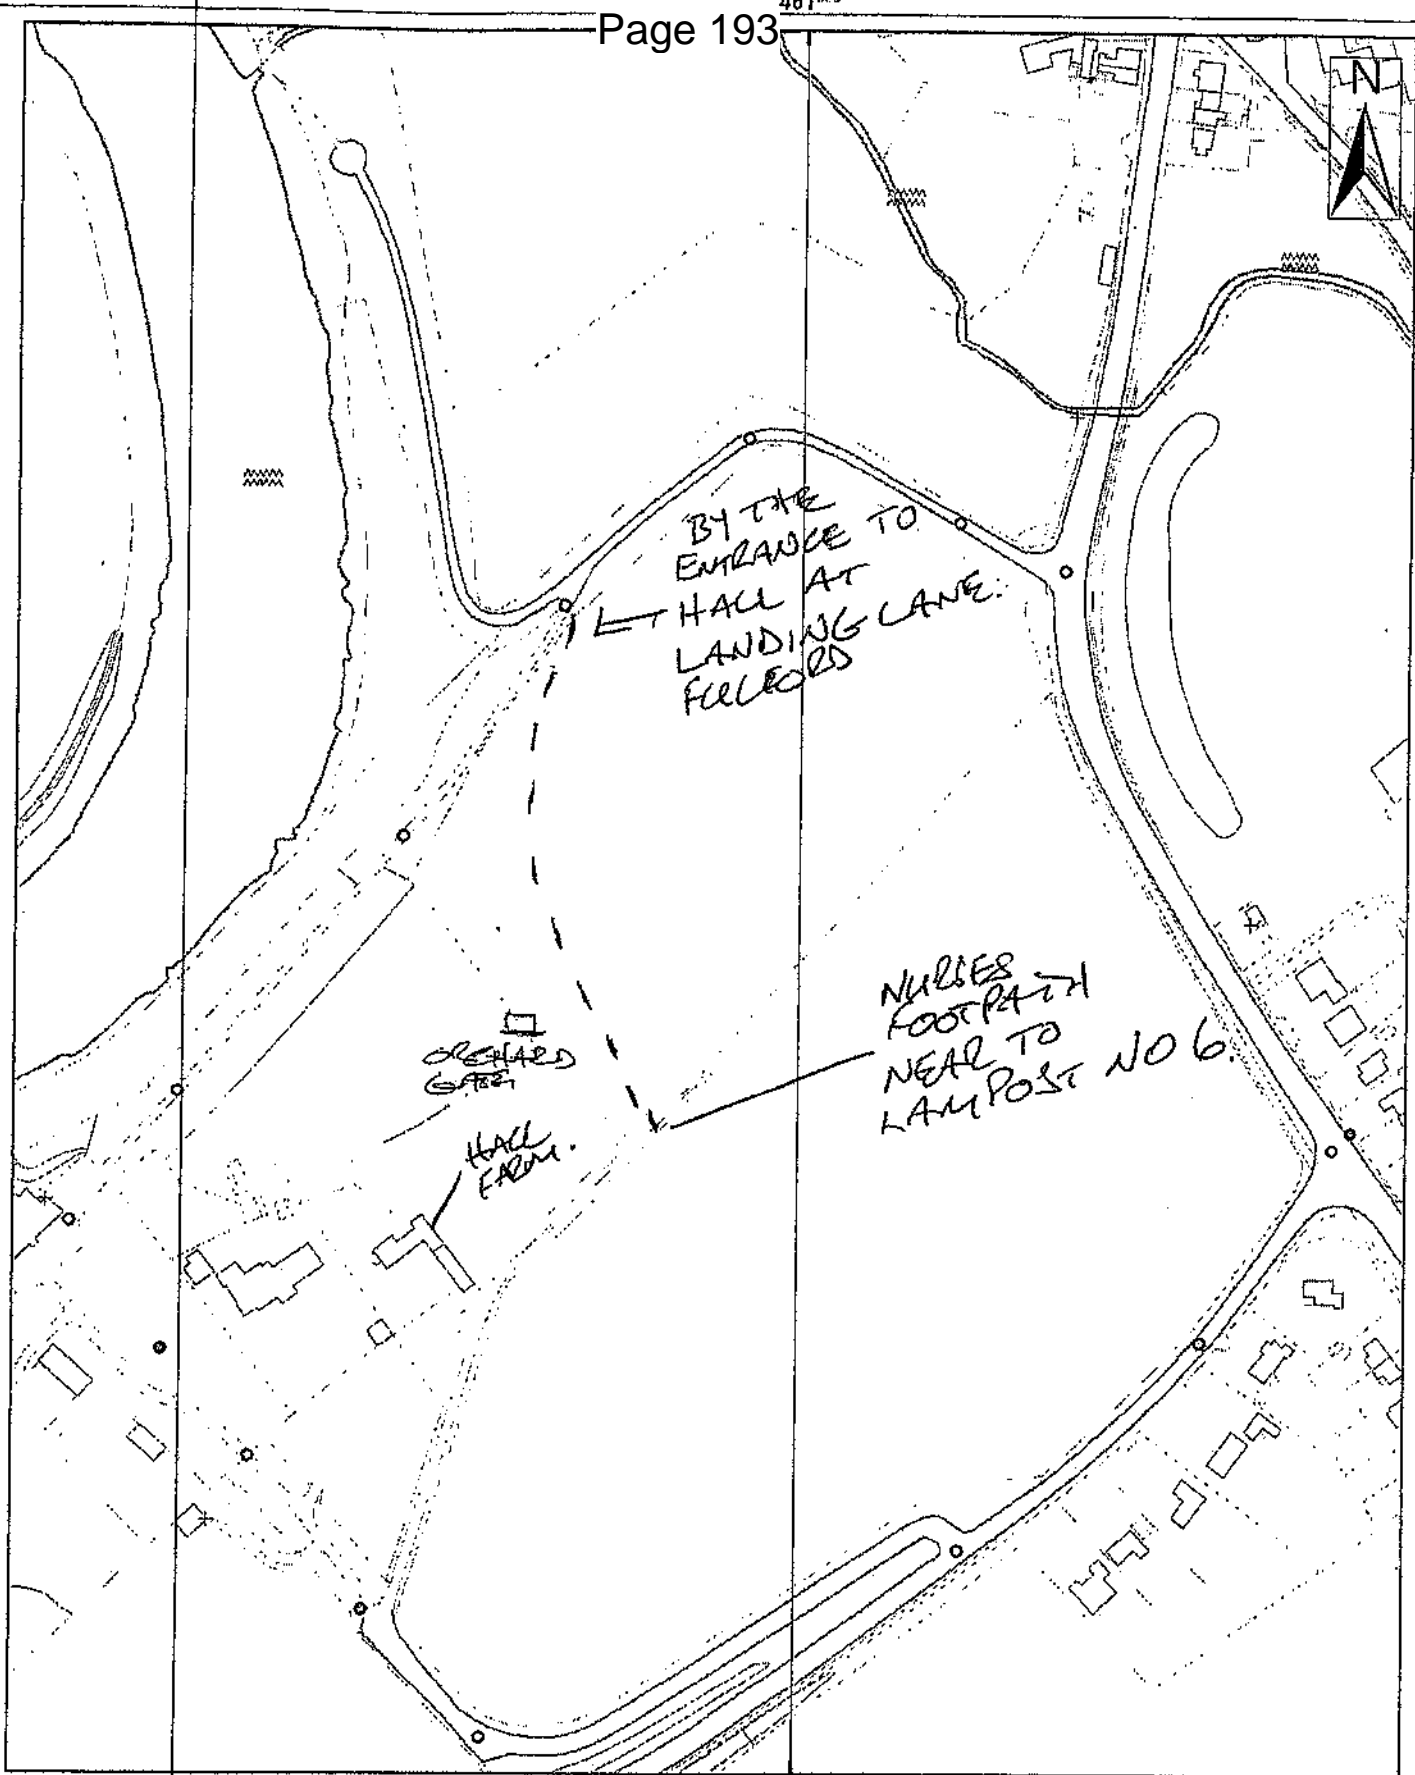 Page 193
N
BY THE
ENTRANCE TO
HALL AT
LANDING LANE.
FULFORD
NURSES
FOOTPATH
NEAR TO
LAMPOST NO 6.
ORCHARD
HALL
FARM.